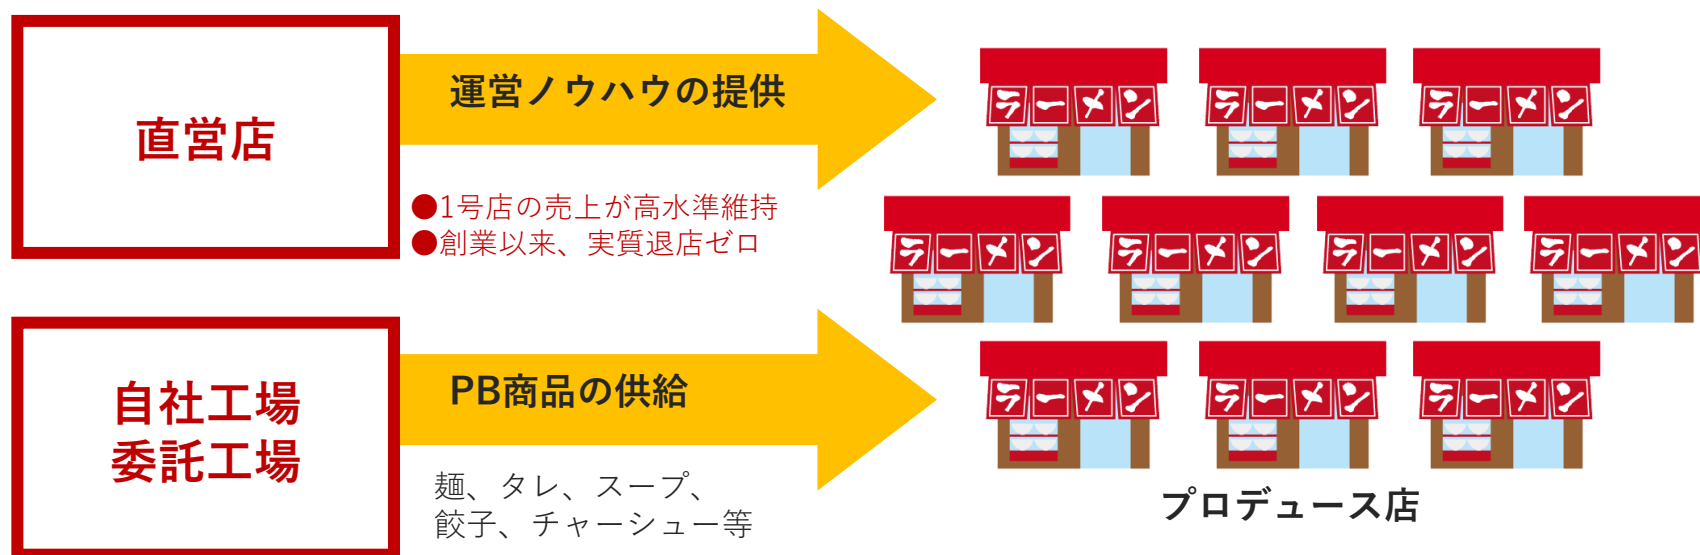 直営店
運営ノウハウの提供
●1号店の売上が高水準維持
●創業以来、実質退店ゼロ
自社工場
委託工場
PB商品の供給
麺、タレ、スープ、
餃子、チャーシュー等
ラーメン
ラーメン
ラーメン
ラーメン
ラーメン
ラーメン
ラーメン
ラーメン
ラーメン
ラーメン
プロデュース店